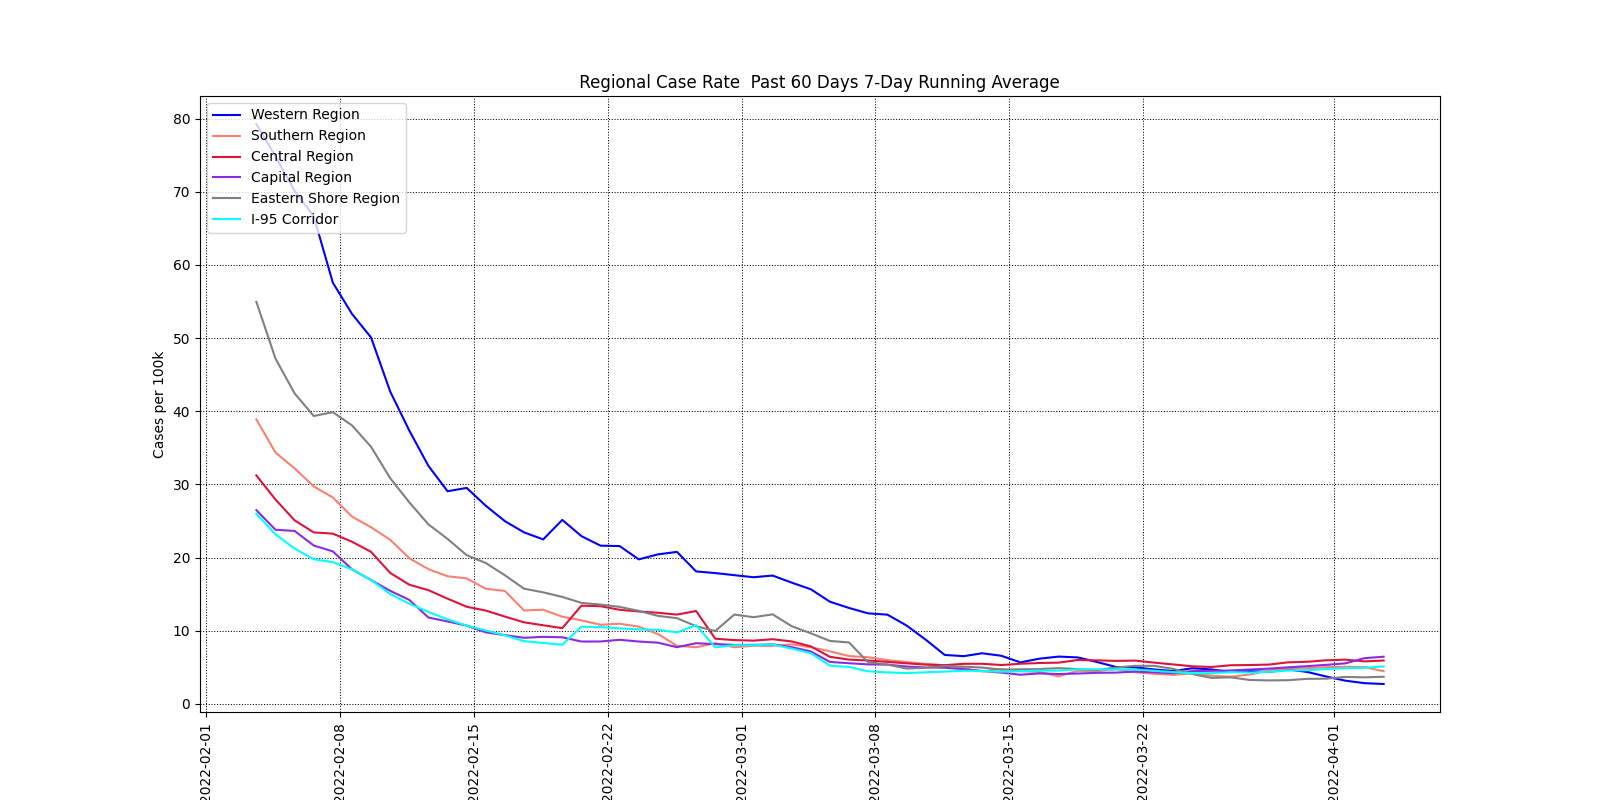 Regional Case Rate  Past 60 Days 7-Day Running Average
Western Region
Southern Region
Central Region
Capital Region
Eastern Shore Region
I-95 Corridor
Cases per 100k
80
70
60
50
40
30
20
10
0
2022-02-01
2022-02-08
2022-02-15
2022-02-22
2022-03-01
2022-03-08
2022-03-15
2022-03-22
2022-04-01